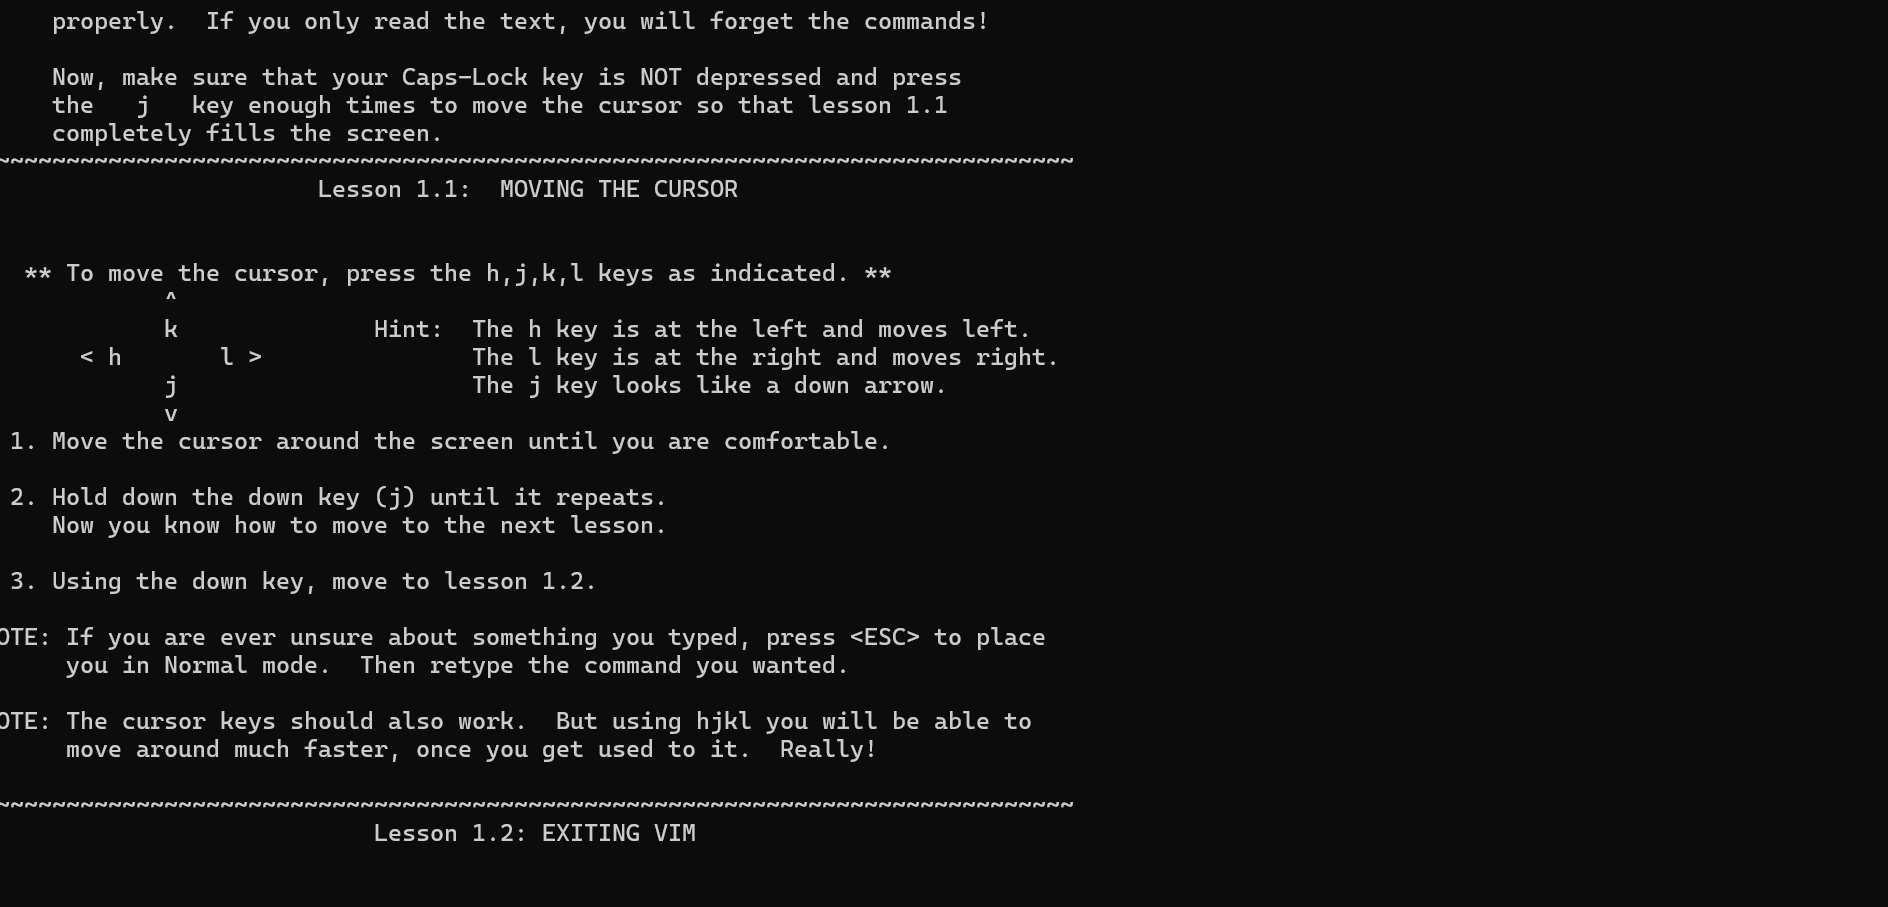 properly.  If you only read the text, you will forget the commands!
Now, make sure that your Caps-Lock key is NOT depressed and press
the   j   key enough times to move the cursor so that lesson 1.1
completely fills the screen.
~~~~~~~~~~~~~~~~~~~~~~~~~~~~~~~~~~~~~~~~~~~~~~~~~~~~~~~~~~~~~~~~~~~~~~~~~~~~~
Lesson 1.1:  MOVING THE CURSOR
** To move the cursor, press the h,j,k,l keys as indicated. **
^
k              Hint:  The h key is at the left and moves left.
< h       l >               The l key is at the right and moves right.
j                     The j key looks like a down arrow.
v
1. Move the cursor around the screen until you are comfortable.
2. Hold down the down key (j) until it repeats.
Now you know how to move to the next lesson.
3. Using the down key, move to lesson 1.2.
OTE: If you are ever unsure about something you typed, press <ESC> to place
you in Normal mode.  Then retype the command you wanted.
OTE: The cursor keys should also work.  But using hjkl you will be able to
move around much faster, once you get used to it.  Really!
~~~~~~~~~~~~~~~~~~~~~~~~~~~~~~~~~~~~~~~~~~~~~~~~~~~~~~~~~~~~~~~~~~~~~~~~~~~~~
Lesson 1.2: EXITING VIM